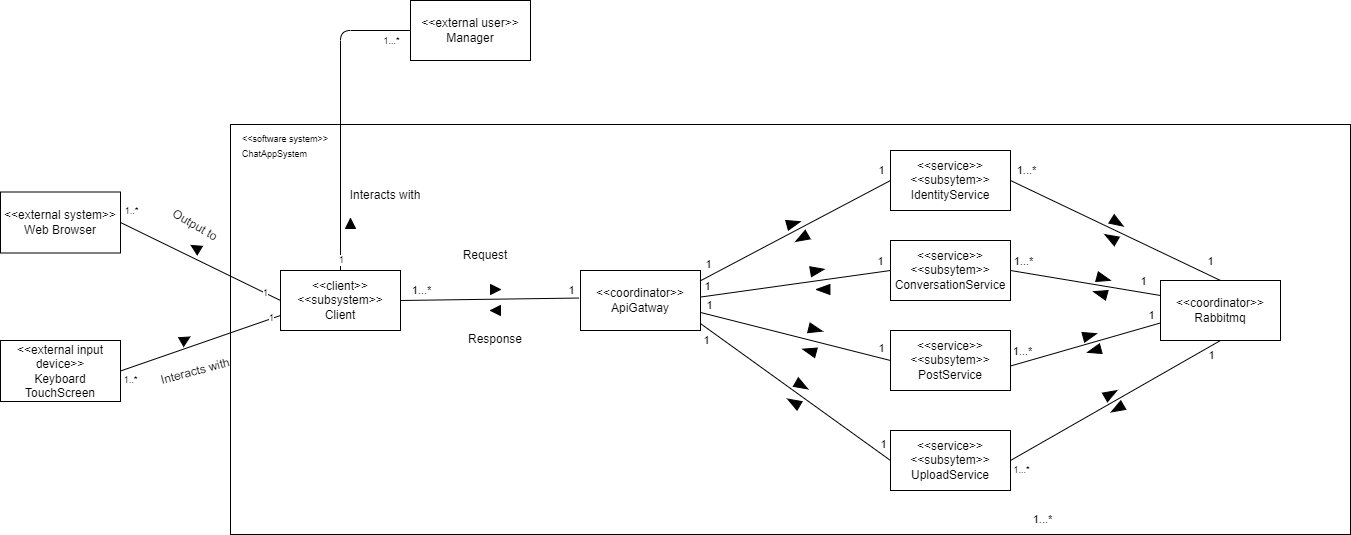 <<external user>>
Manager
1...*
<<software system>>
ChatAppSystem
Interacts with
1
<<external system>>
Web Browser
1..*
Output to
1
<<external input
device>>
Keyboard
TouchScreen
1..*
Interacts with
1
<<client>>
<<subsystem>>
Client
1...*
Request
Response
1
<<coordinator>>
ApiGatway
1
1
1
1
1
<<service>>
<<subsytem>>
IdentityService
1...*
1
<<service>>
<<subsytem>>
ConversationService
1...*
1
<<service>>
<<subsytem>>
PostService
1...*
1
<<service>>
<<subsytem>>
UploadService
1...*
1
1
1
1
<<coordinator>>
Rabbitmq
1...*